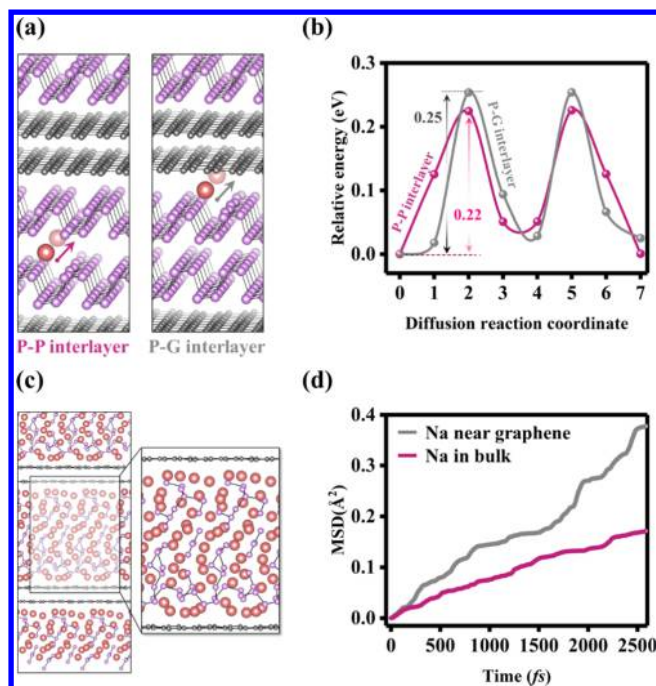 (a)
P-P interlayer
P-G interlayer
(b)
Relative energy (eV)
0.3
0.2
0.1
0.0
0.25
0.22
P-P interlayer
P-G interlayer
0 1 2 3 4 5 6 7
Diffusion reaction coordinate
(c)
(d)
MSD(Å²)
0.4
0.3
0.2
0.1
0.0
Na near graphene
Na in bulk
0 500 1000 1500 2000 2500
Time (fs)